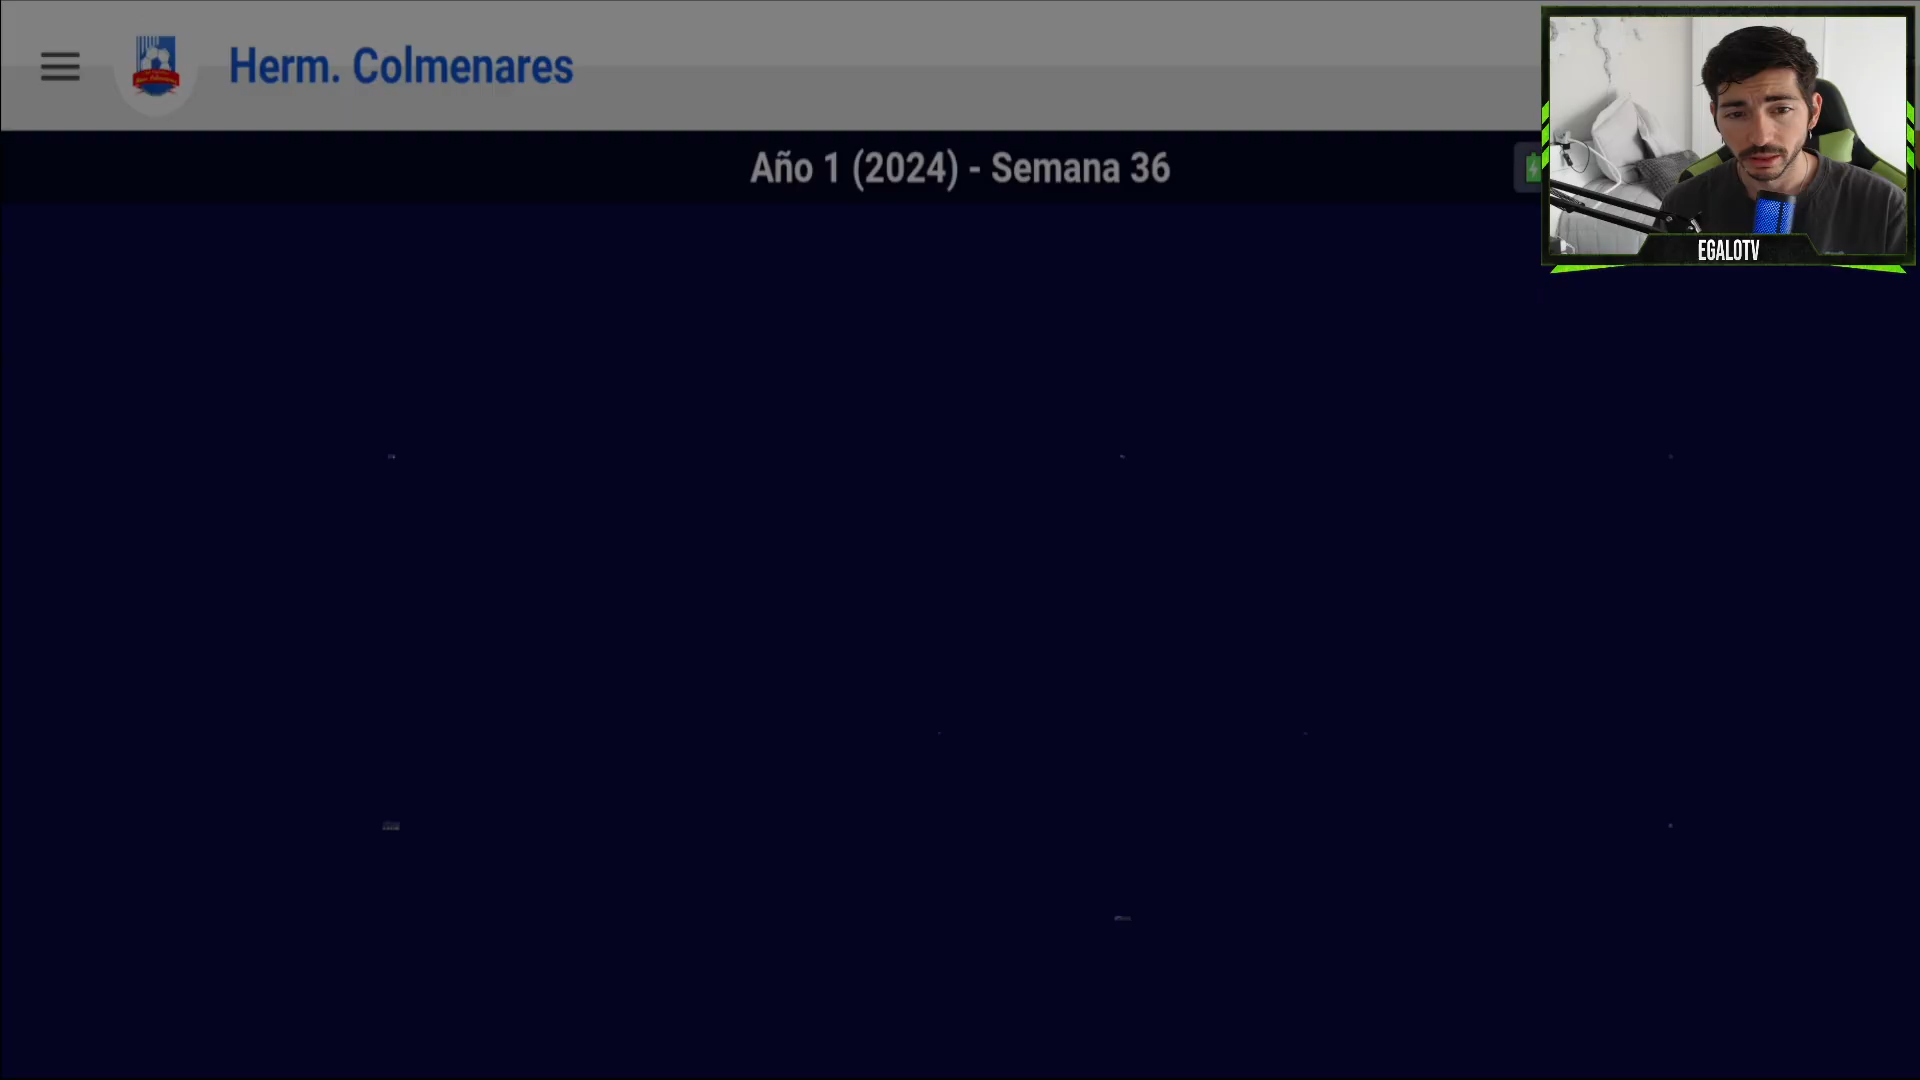 Herm. Colmenares
Año 1 (2024) - Semana 36
EGALOTV